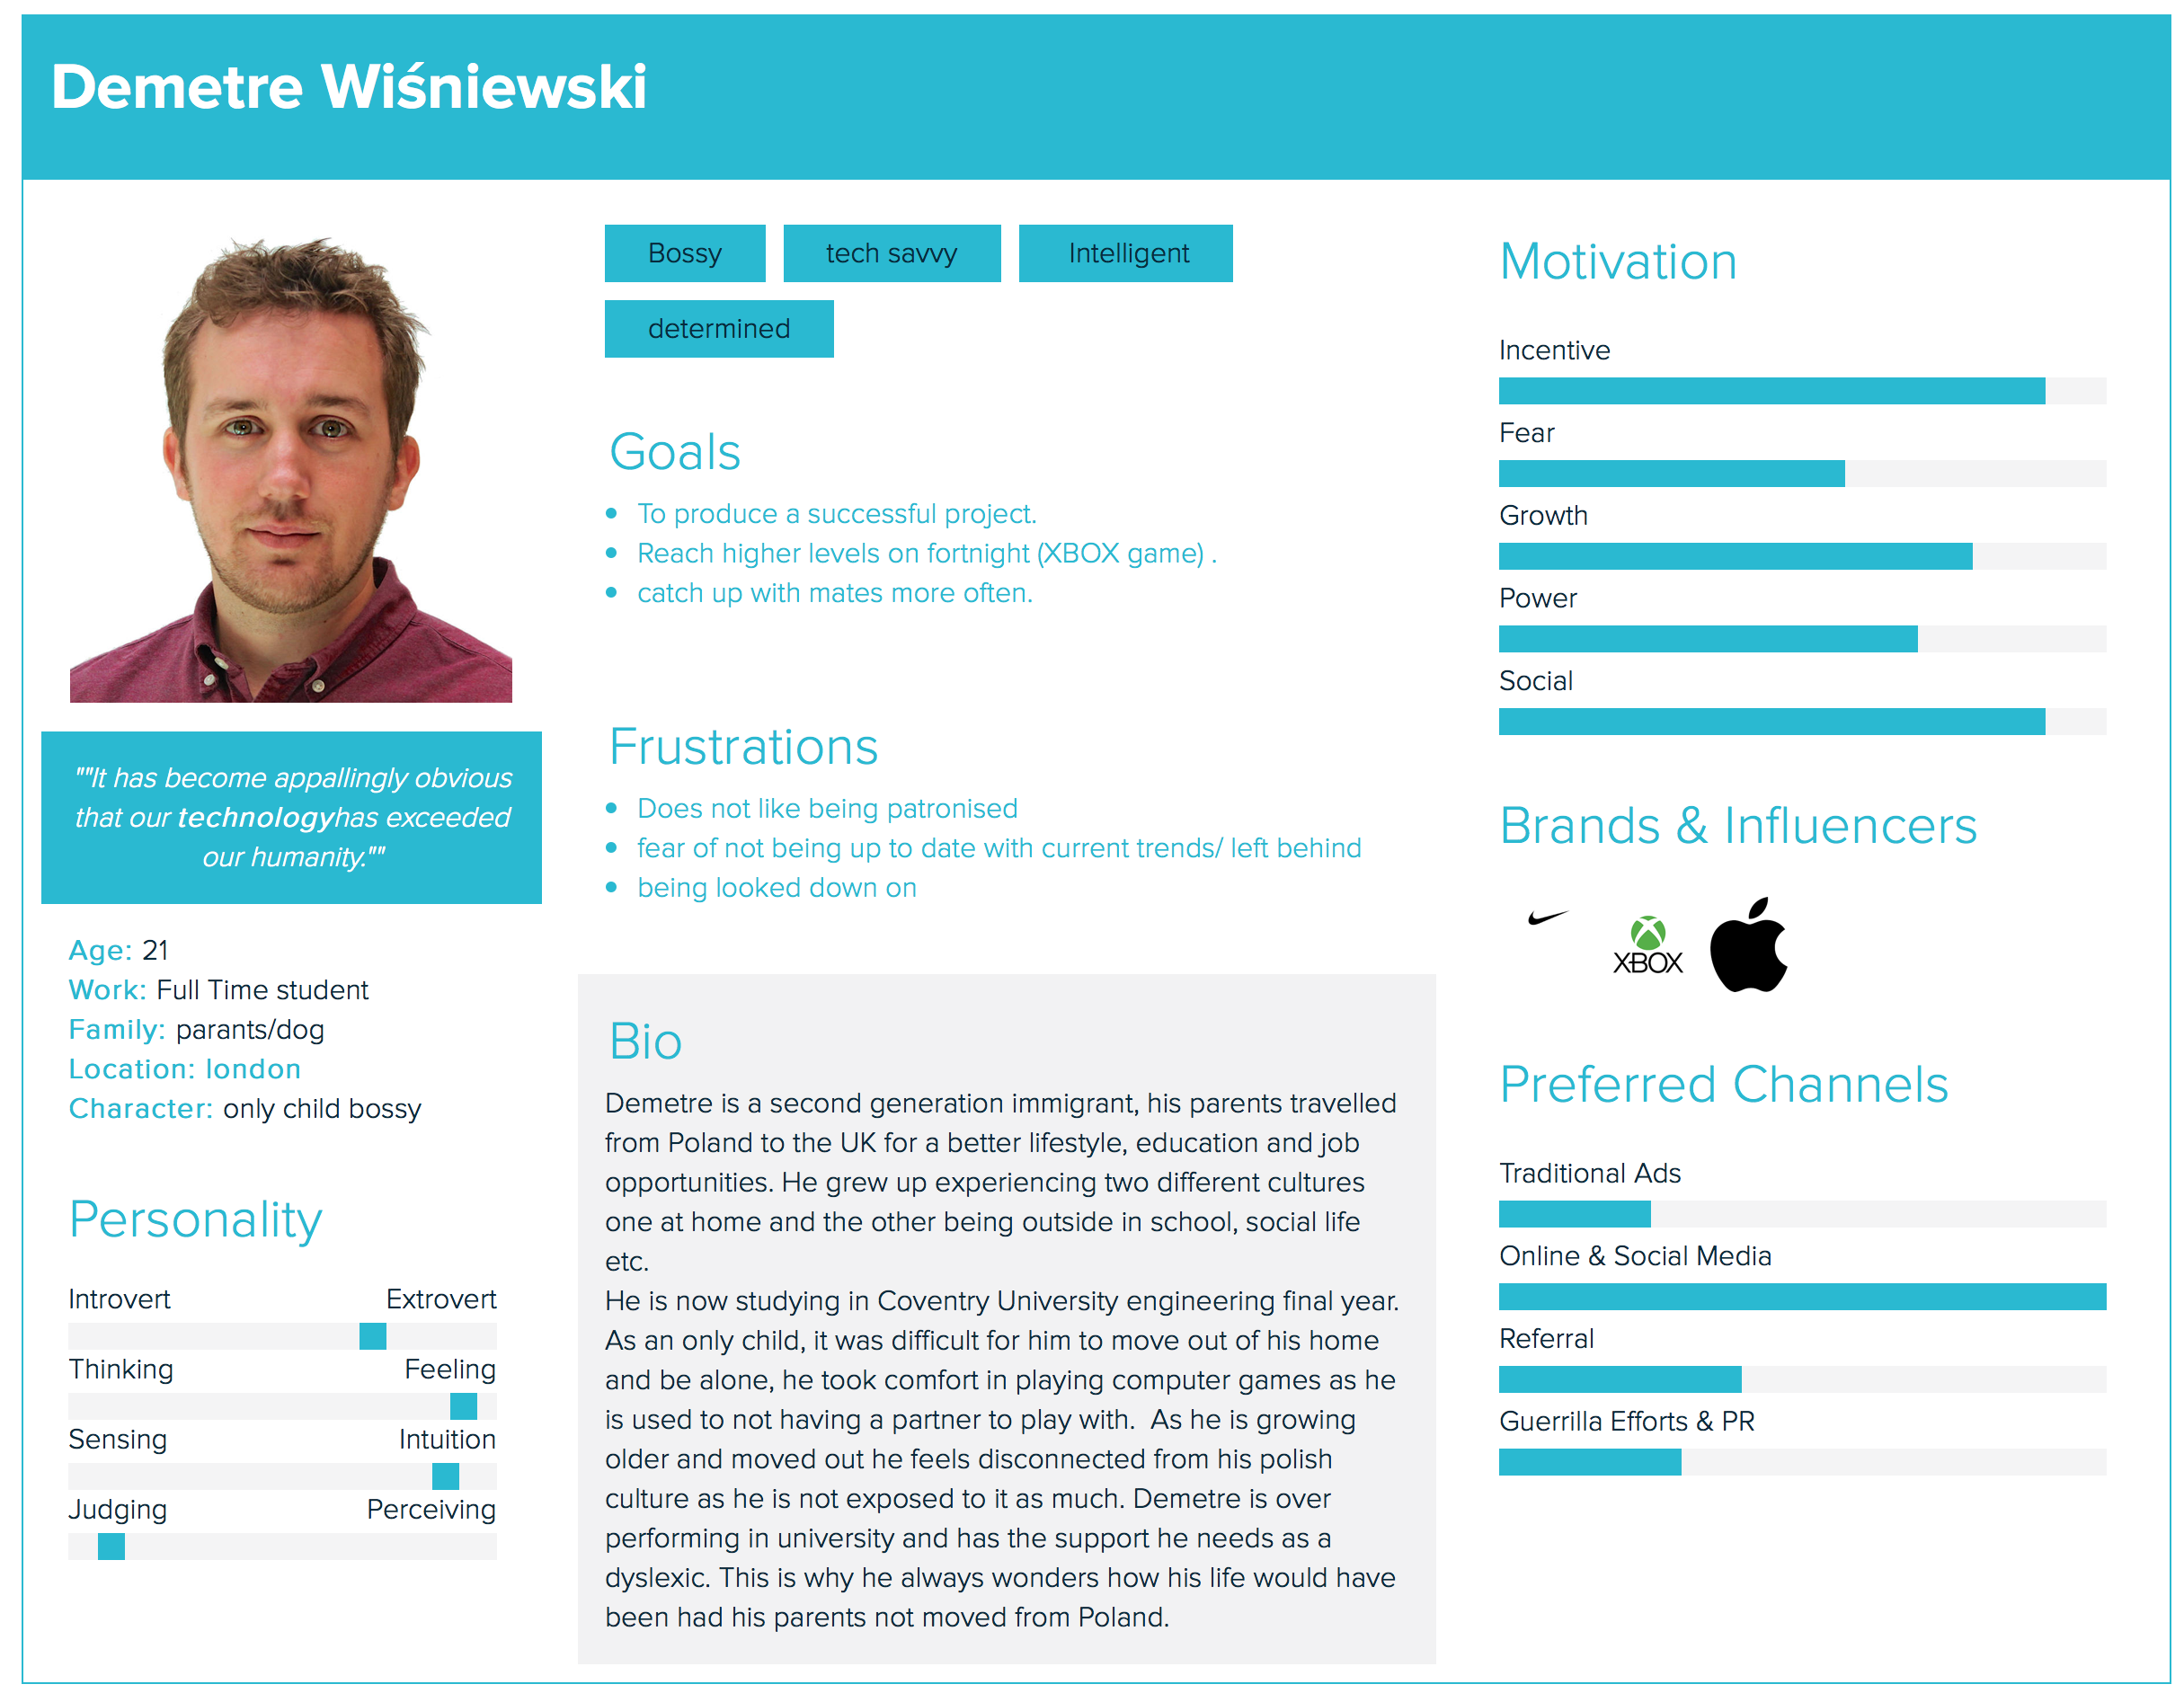 Demetre Wiśniewski
""It has become appallingly obvious
that our technologyhas exceeded
our humanity.""
Age: 21
Work: Full Time student
Family: parants/dog
Location: london
Character: only child bossy
Personality
Introvert Extrovert
Thinking Feeling
Sensing Intuition
Judging Perceiving
Bossy tech savvy Intelligent
determined
Goals
• To produce a successful project.
• Reach higher levels on fortnight (XBOX game) .
• catch up with mates more often.
Frustrations
• Does not like being patronised
• fear of not being up to date with current trends/ left behind
• being looked down on
Bio
Demetre is a second generation immigrant, his parents travelled
from Poland to the UK for a better lifestyle, education and job
opportunities. He grew up experiencing two different cultures
one at home and the other being outside in school, social life
etc.
He is now studying in Coventry University engineering final year.
As an only child, it was difficult for him to move out of his home
and be alone, he took comfort in playing computer games as he
is used to not having a partner to play with.  As he is growing
older and moved out he feels disconnected from his polish
culture as he is not exposed to it as much. Demetre is over
performing in university and has the support he needs as a
dyslexic. This is why he always wonders how his life would have
been had his parents not moved from Poland.
Motivation
Incentive
Fear
Growth
Power
Social
Brands & Influencers
XBOX
Preferred Channels
Traditional Ads
Online & Social Media
Referral
Guerrilla Efforts & PR